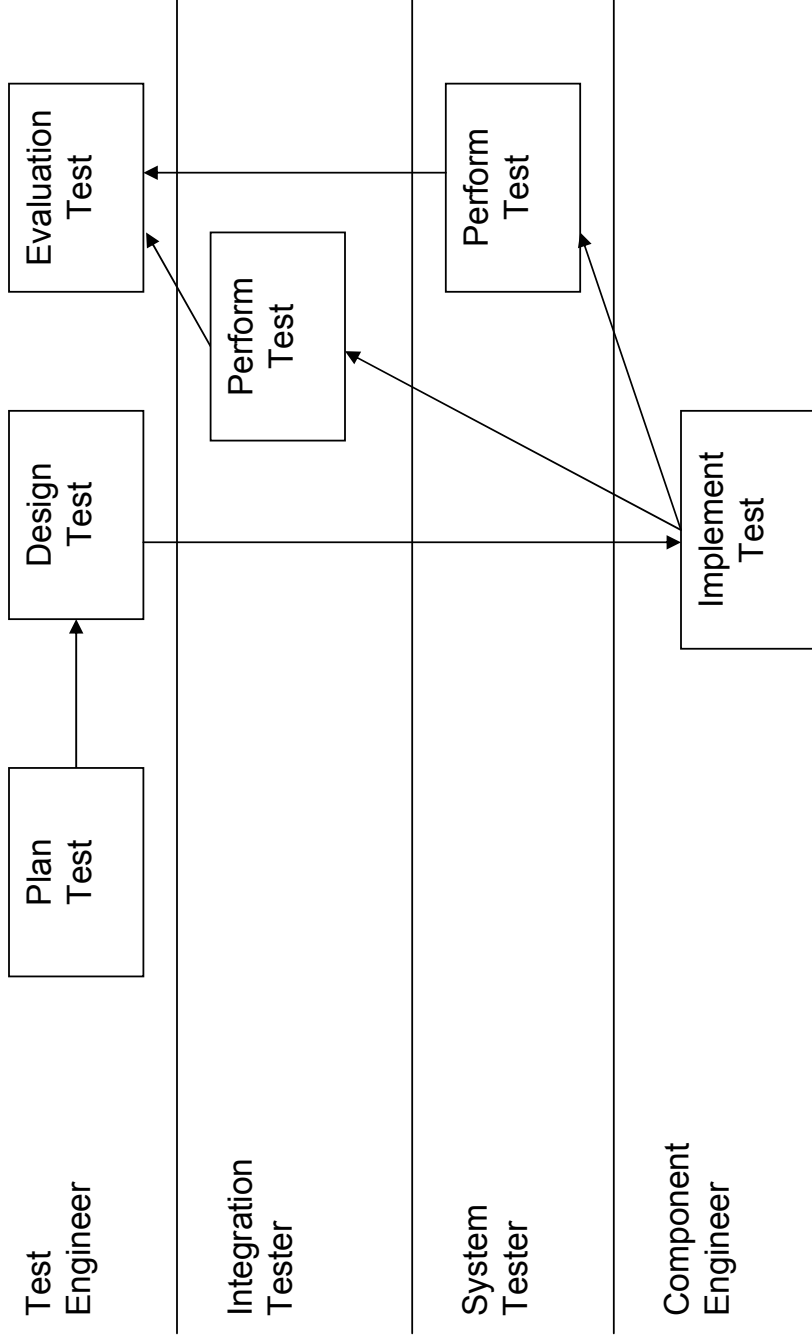 Test
Engineer
Plan
Test
Design
Test
Evaluation
Test
Integration
Tester
Perform
Test
System
Tester
Perform
Test
Component
Engineer
Implement
Test